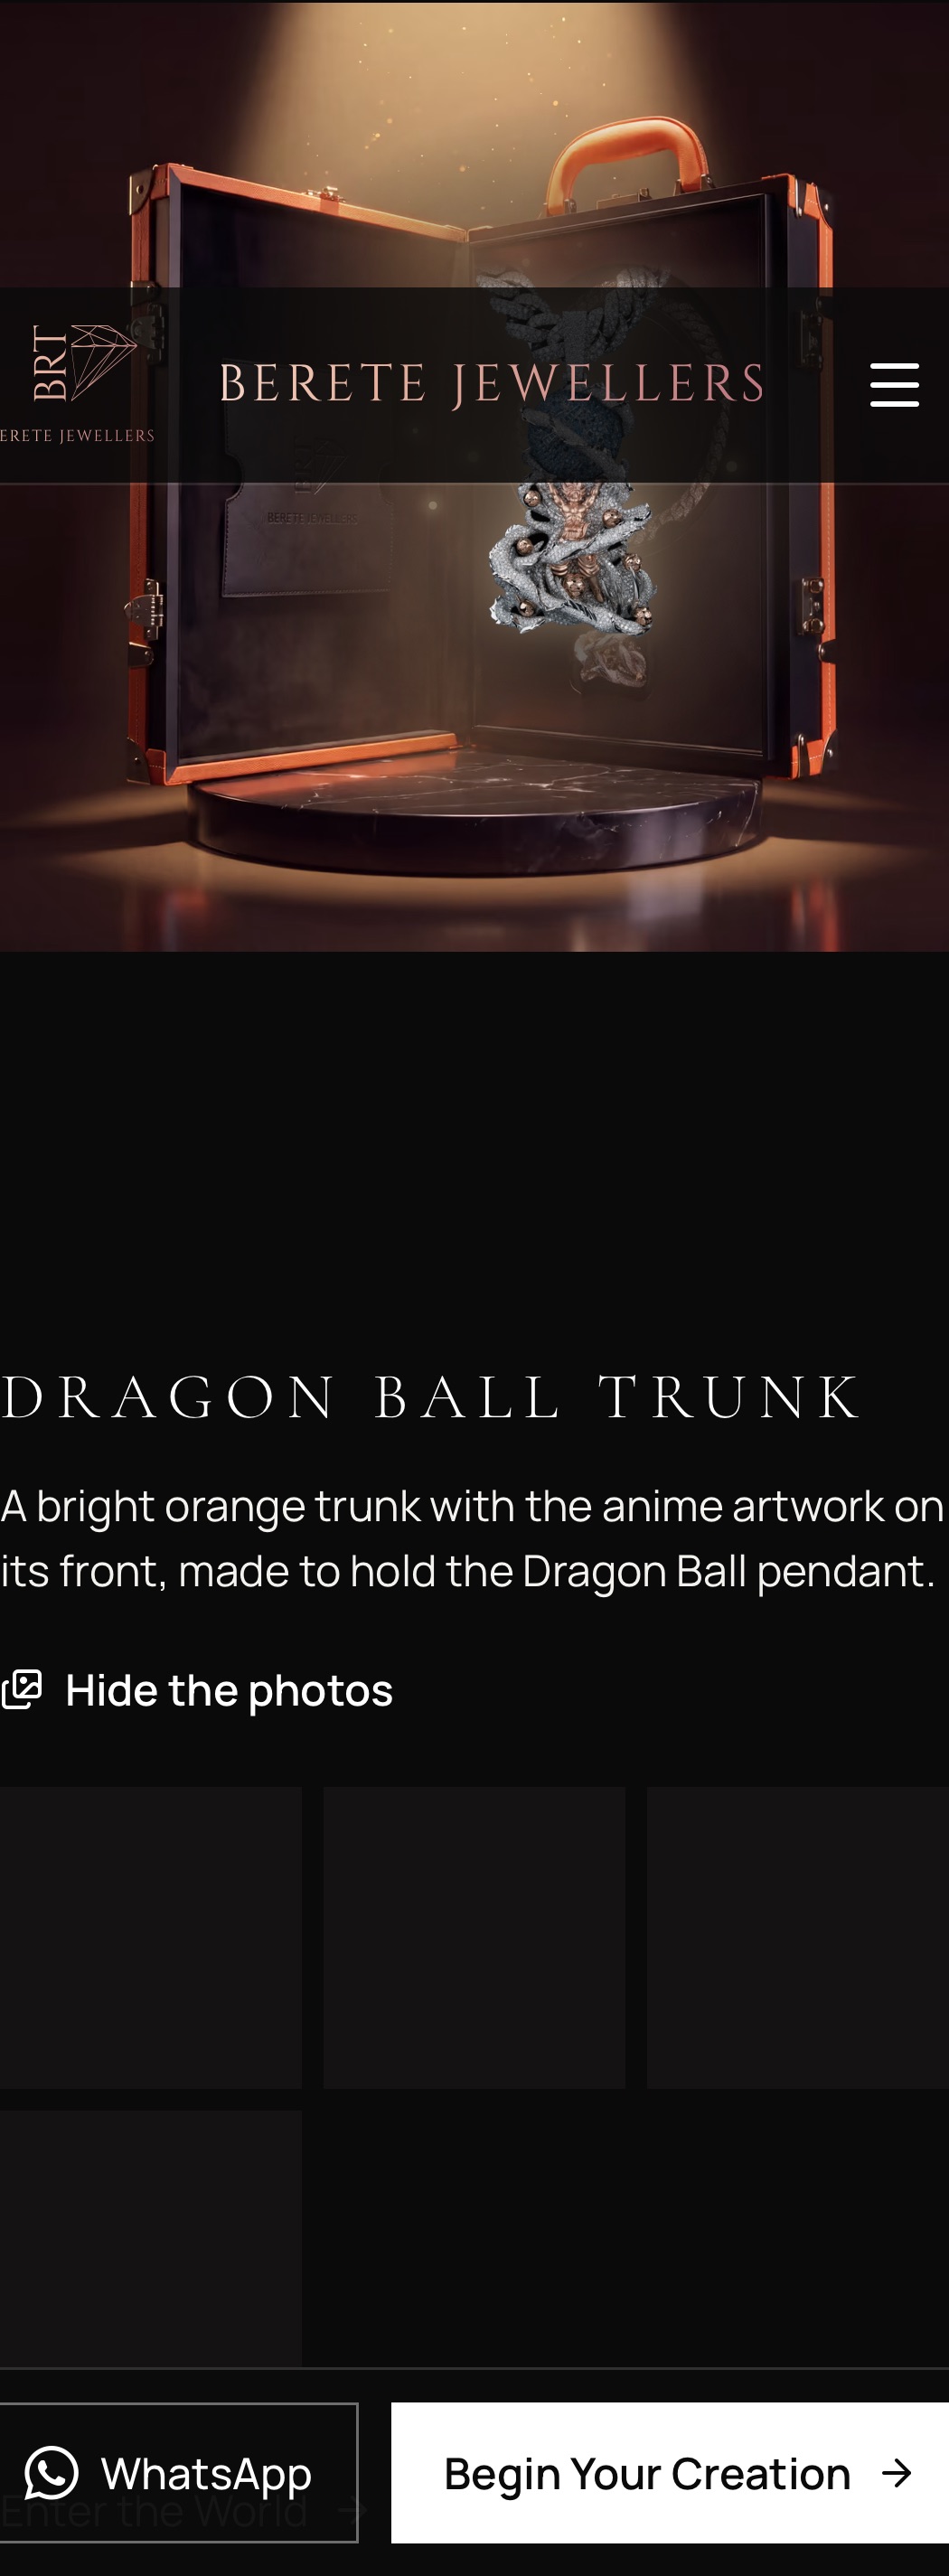 BRT
BERETE JEWELLERS
ERETE JEWELLERS
BERETE JEWELLERS
DRAGON BALL TRUNK
A bright orange trunk with the anime artwork on
its front, made to hold the Dragon Ball pendant.
Hide the photos
WhatsApp
Begin Your Creation
Enter the World